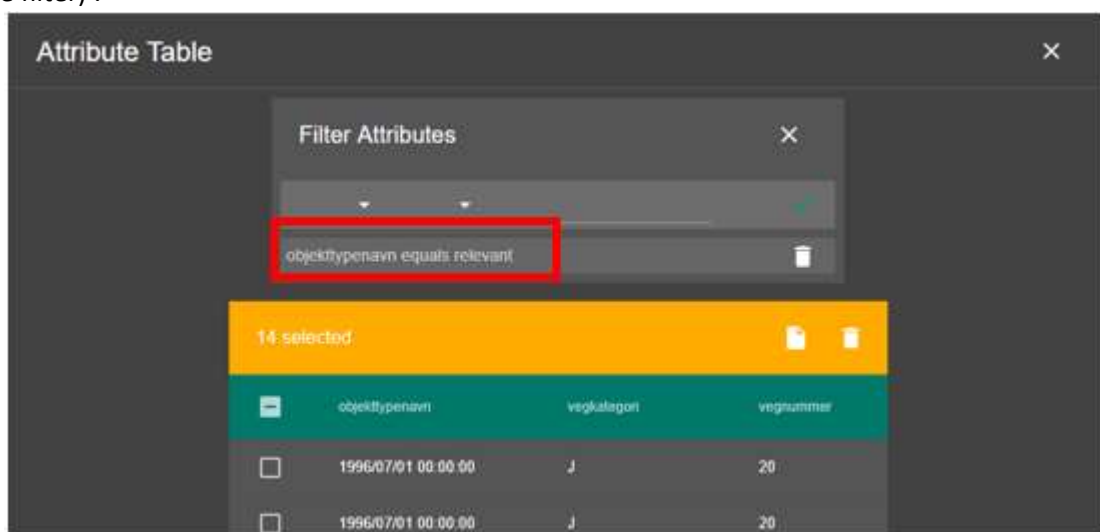 Attribute Table
Filter Attributes
objekttypenavn equals relevant
14 selected
objekttypenavn vegkategori vegnummer
1996/07/01 00:00:00 J 20
1996/07/01 00:00:00 J 20